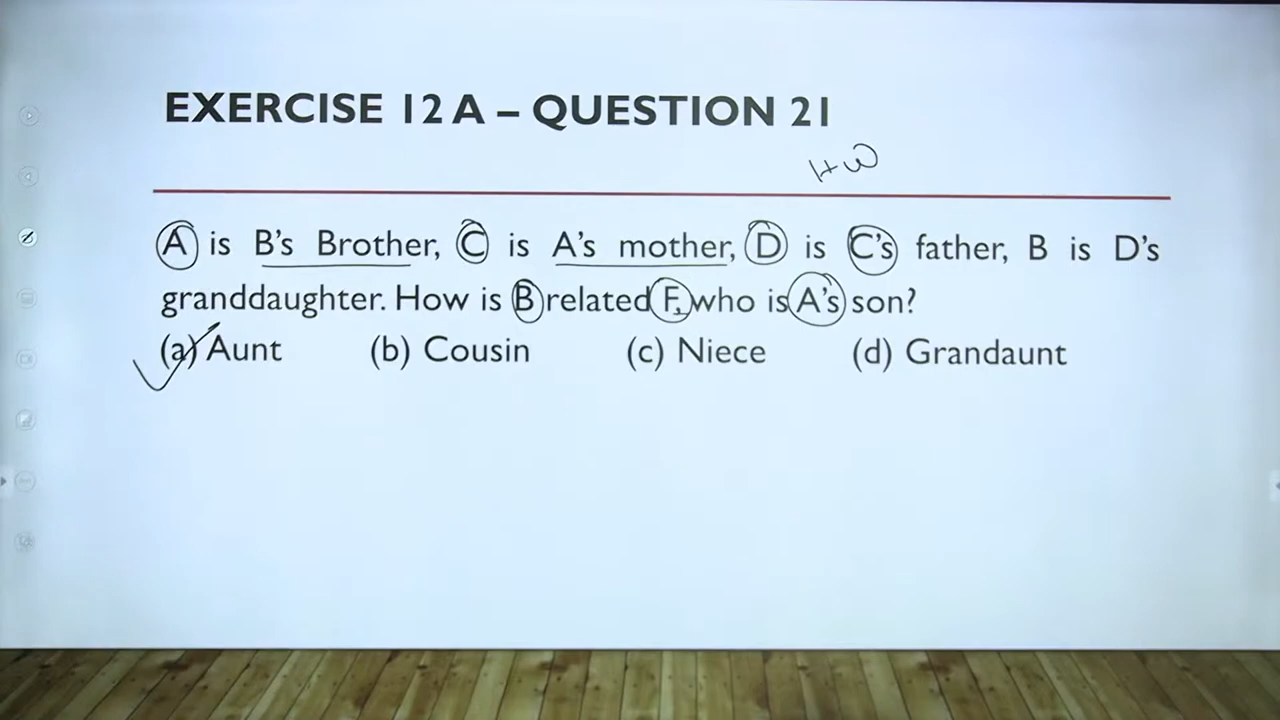 EXERCISE 12 A – QUESTION 21
HW
A is B's Brother, C is A's mother, D is C's father, B is D's
granddaughter. How is B related F, who is A's son?
(a) Aunt (b) Cousin (c) Niece (d) Grandaunt